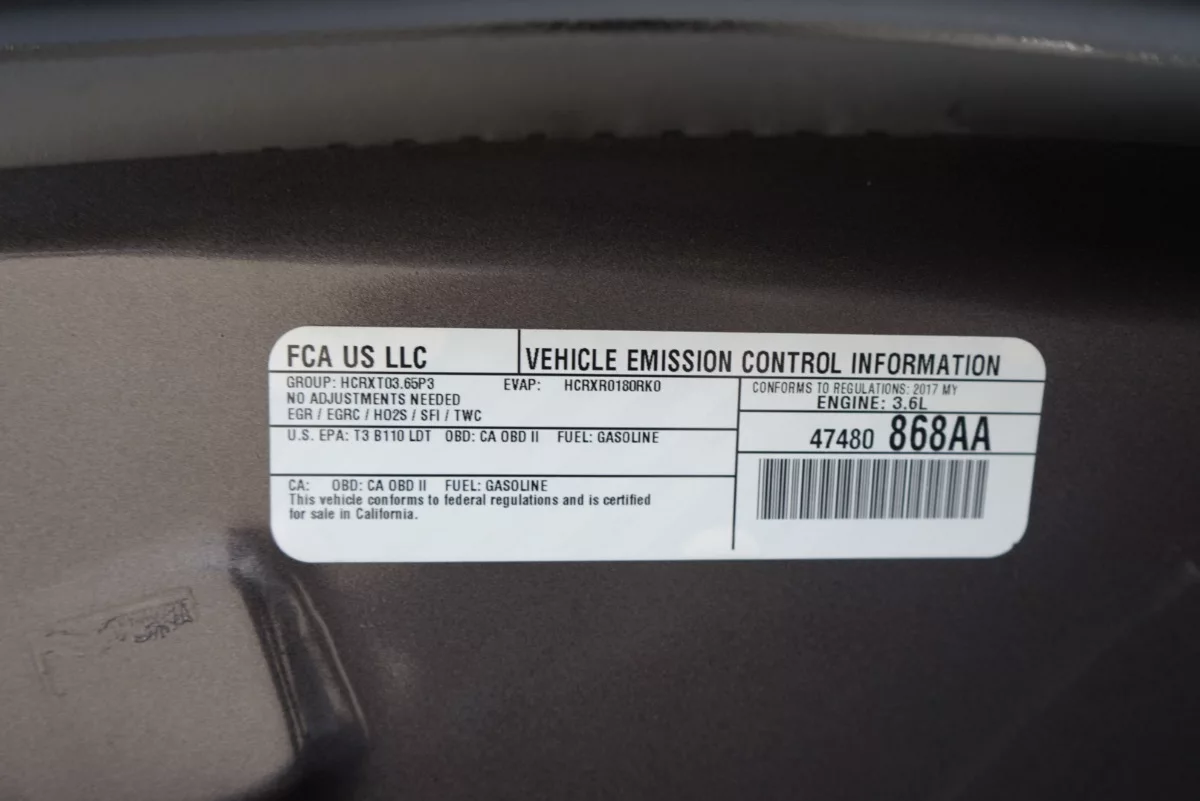 FCA US LLC
VEHICLE EMISSION CONTROL INFORMATION
GROUP: HCRXT03.65P3 EVAP: HCRXR0180RK0
NO ADJUSTMENTS NEEDED
EGR / EGRC / HO2S / SFI / TWC
U.S. EPA: T3 B110 LDT OBD: CA OBD II FUEL: GASOLINE
CA: OBD: CA OBD II FUEL: GASOLINE
This vehicle conforms to federal regulations and is certified
for sale in California.
CONFORMS TO REGULATIONS: 2017 MY
ENGINE: 3.6L
47480 868AA